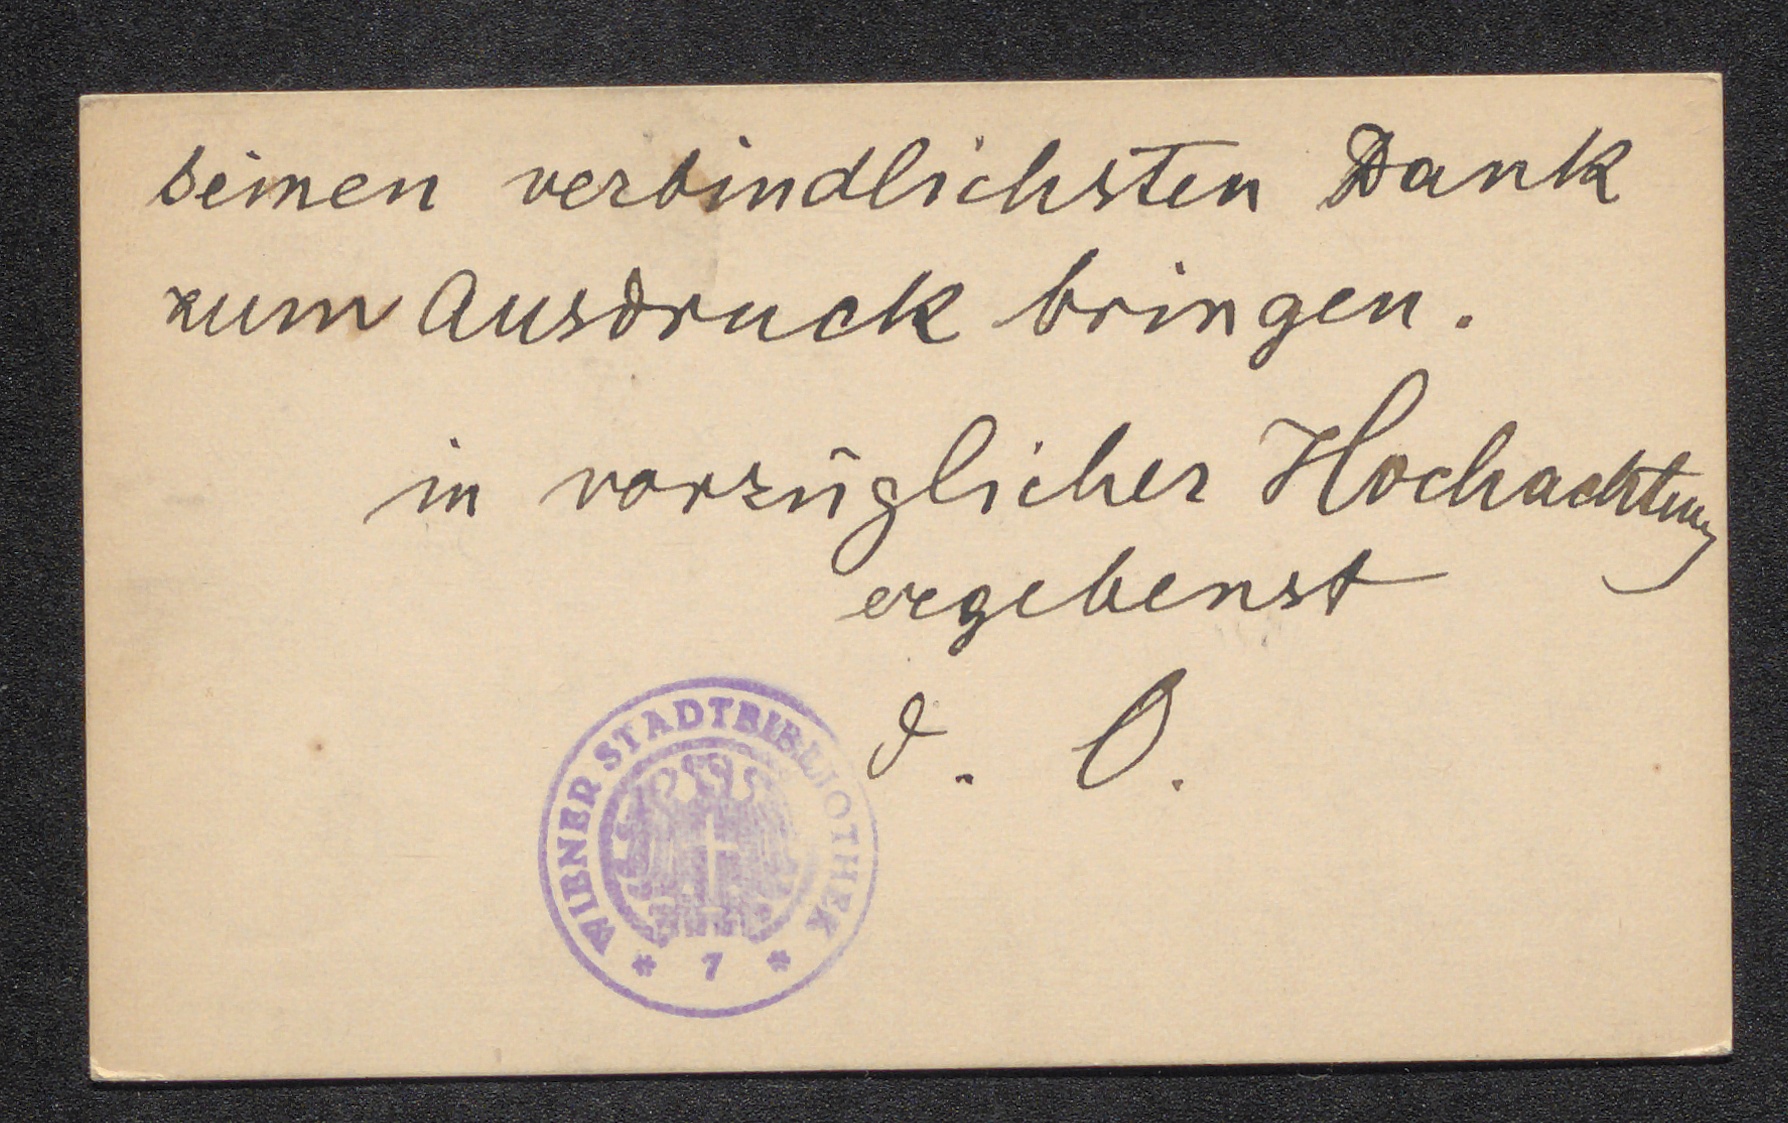 seinen verbindlichsten Dank
zum Ausdruck bringen.
in vorzüglicher Hochachtung
ergebenst
d. O.
WIENER STADTBIBLIOTHEK
* 7 *